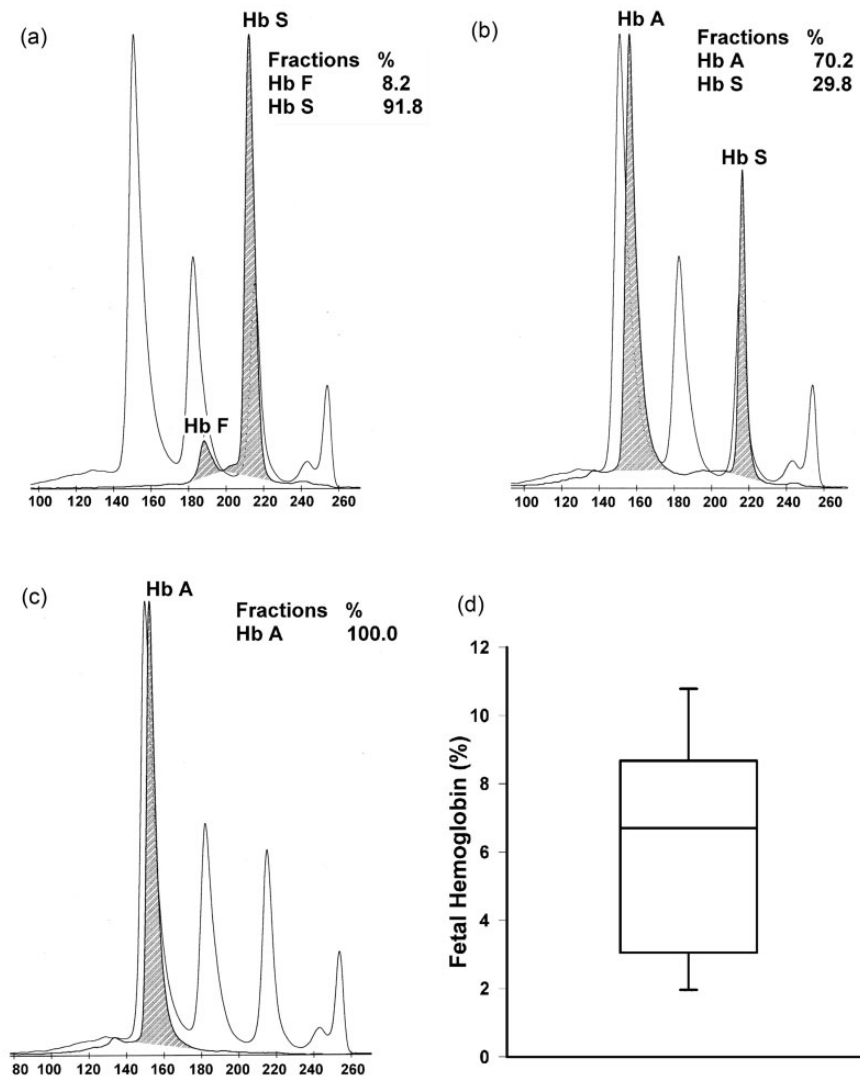 (a)
Hb S
Fractions %
Hb F 8.2
Hb S 91.8
Hb F
100 120 140 160 180 200 220 240 260
(b)
Hb A
Fractions %
Hb A 70.2
Hb S 29.8
Hb S
100 120 140 160 180 200 220 240 260
(c)
Hb A
Fractions %
Hb A 100.0
80 100 120 140 160 180 200 220 240 260
(d)
Fetal Hemoglobin (%)
12
10
8
6
4
2
0